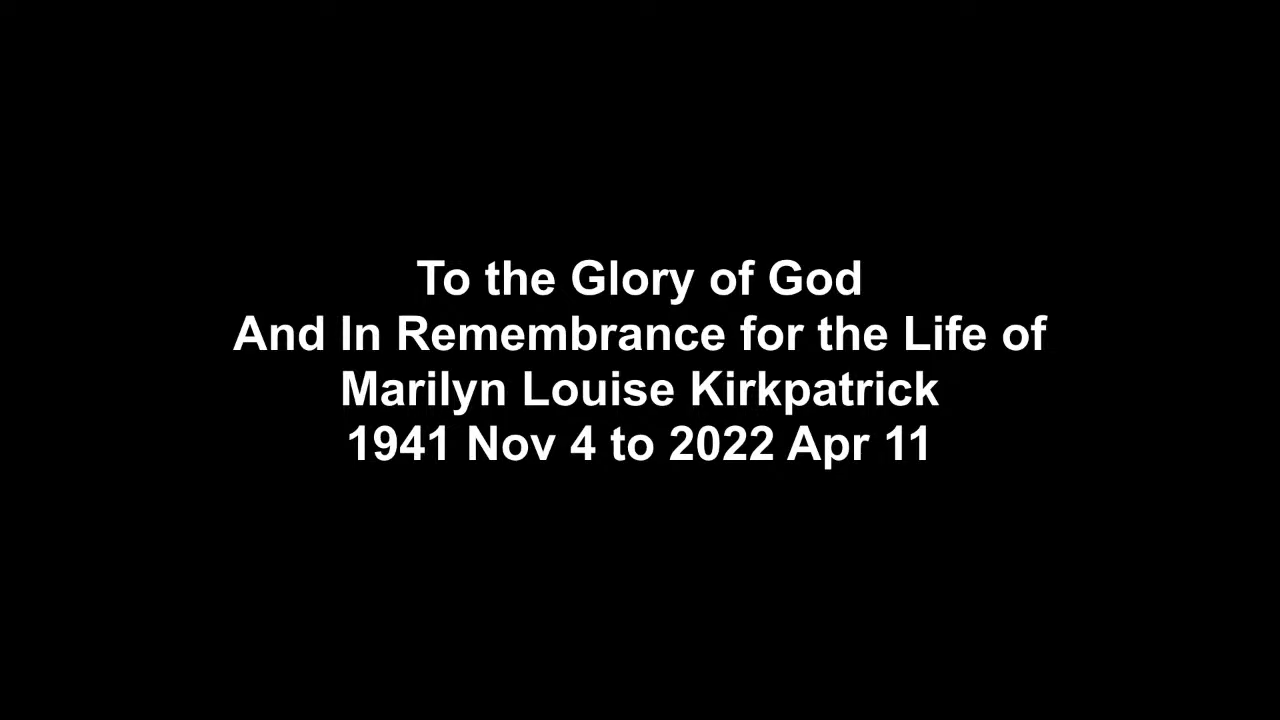 To the Glory of God
And In Remembrance for the Life of
Marilyn Louise Kirkpatrick
1941 Nov 4 to 2022 Apr 11